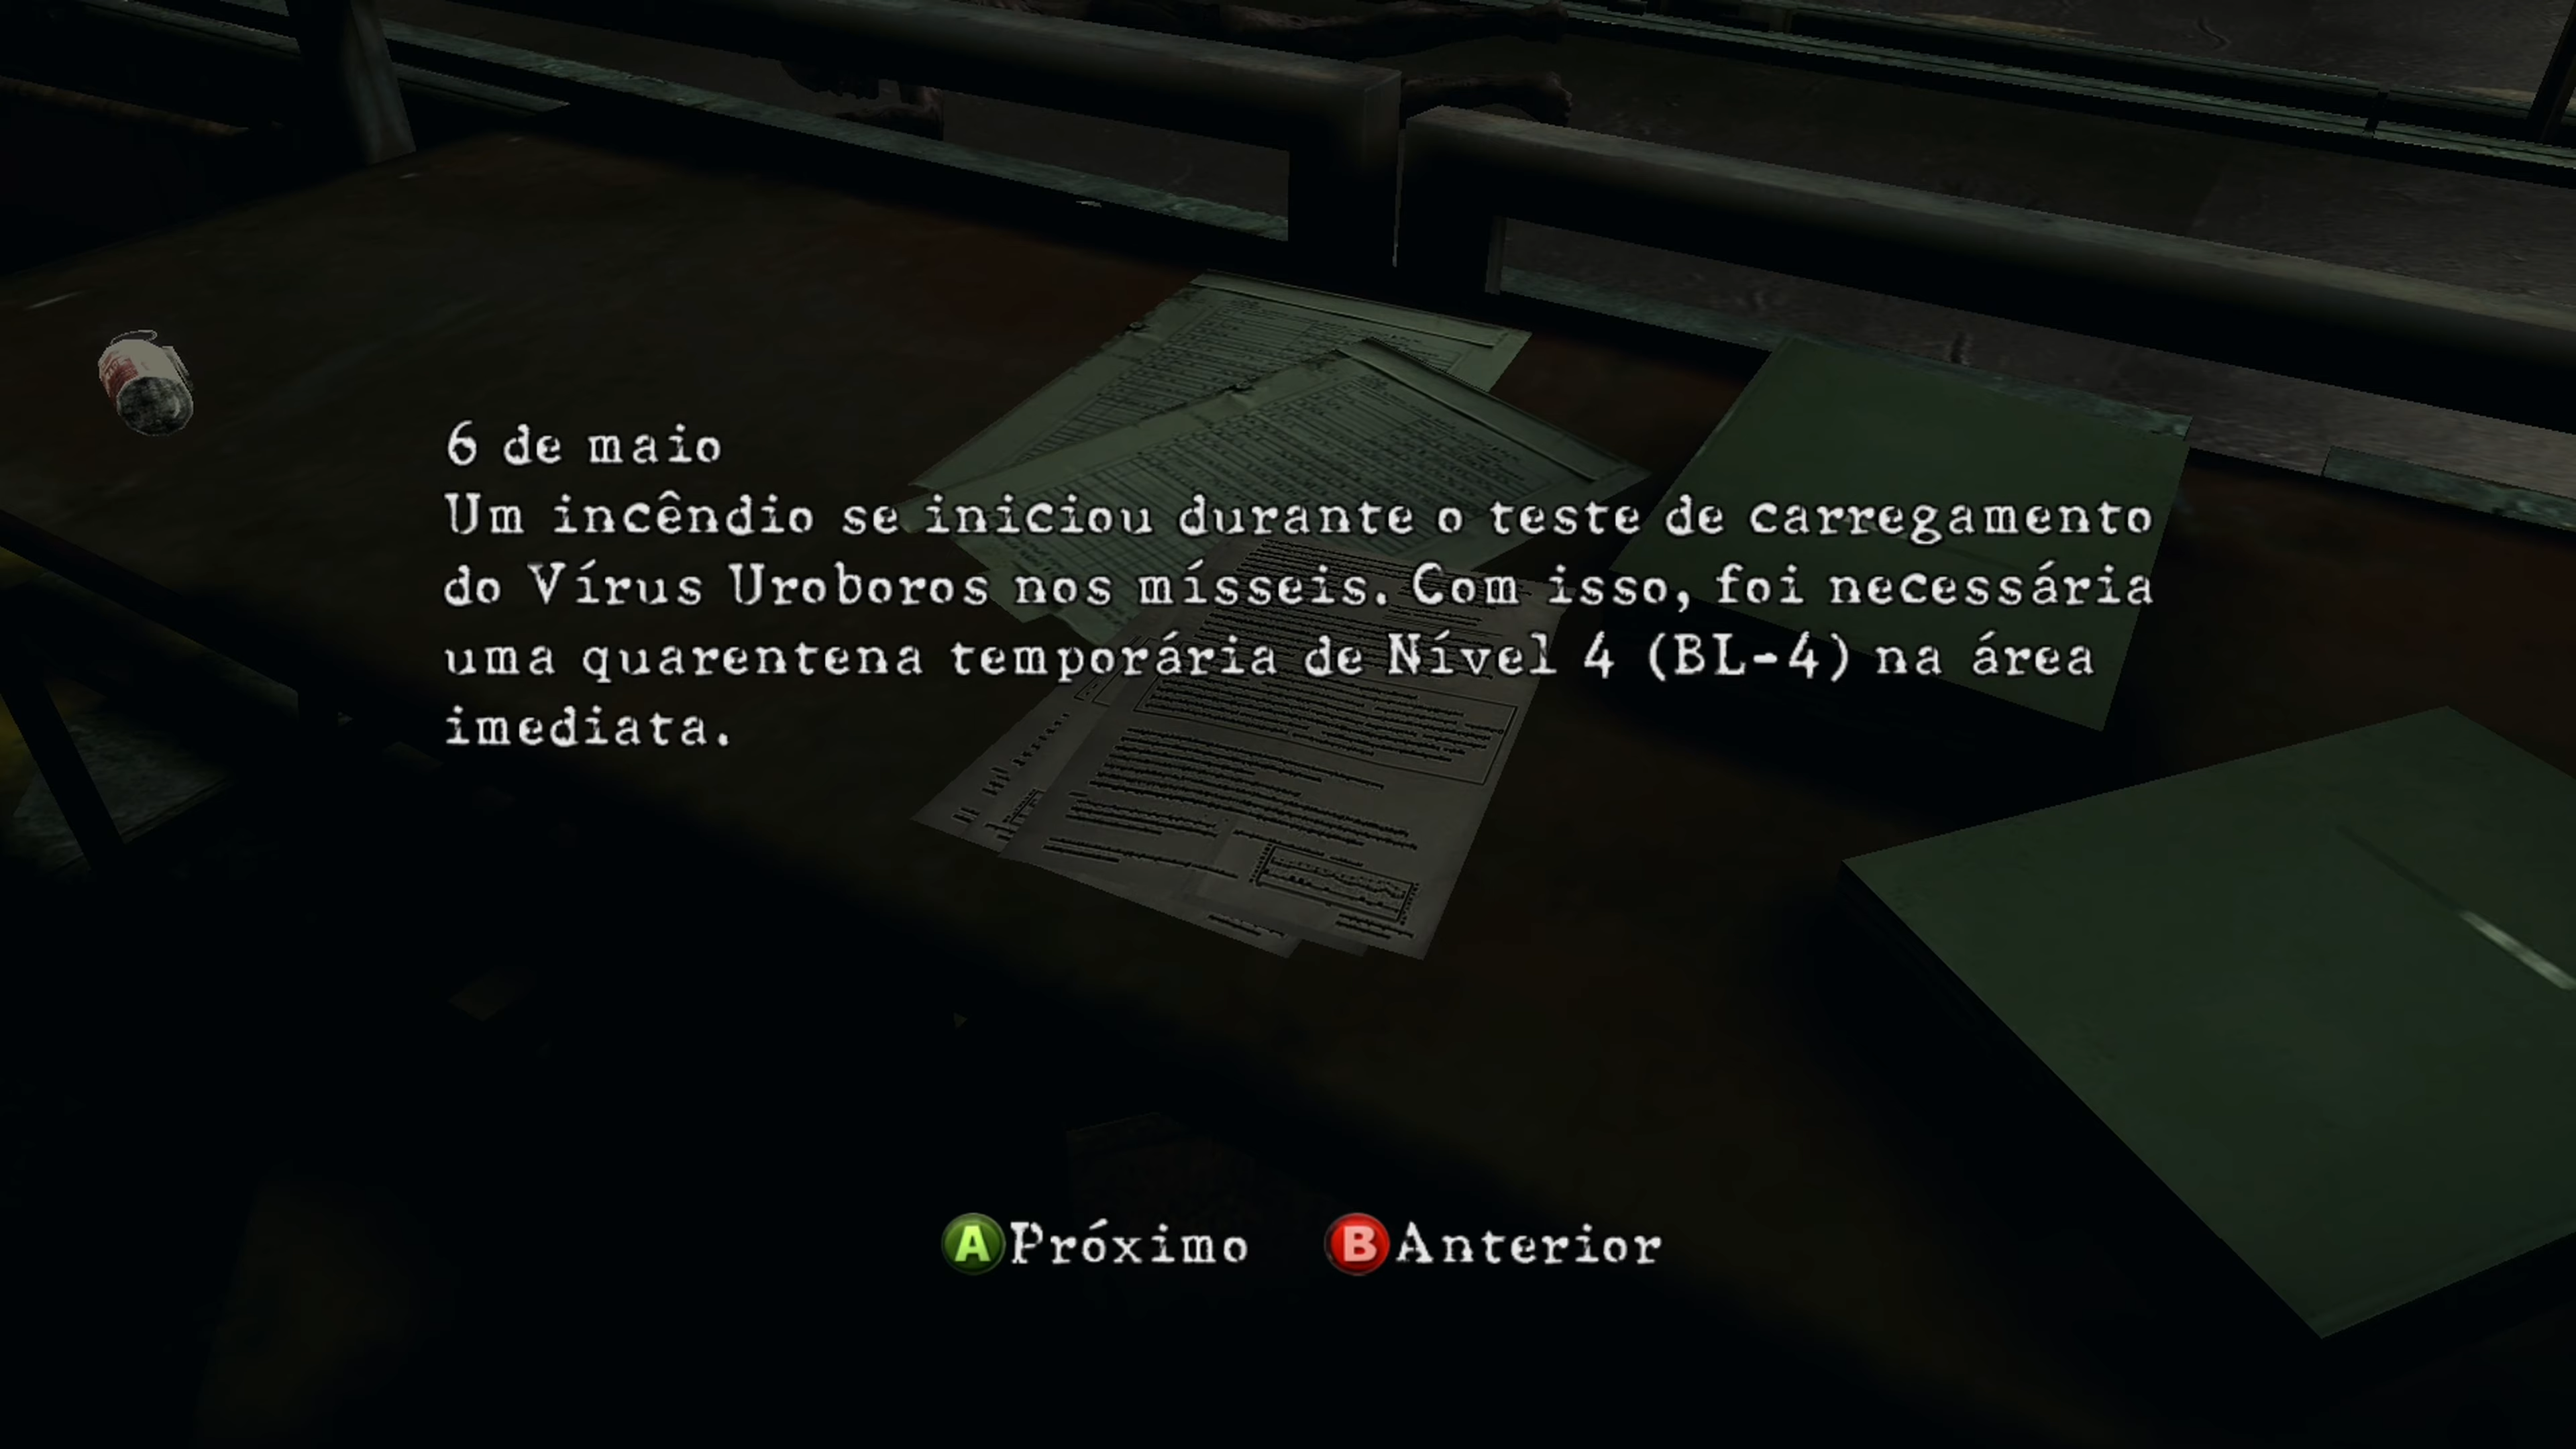 6 de maio
Um incêndio se iniciou durante o teste de carregamento
do Vírus Uroboros nos mísseis. Com isso, foi necessária
uma quarentena temporária de Nível 4 (BL-4) na área
imediata.
A Próximo B Anterior